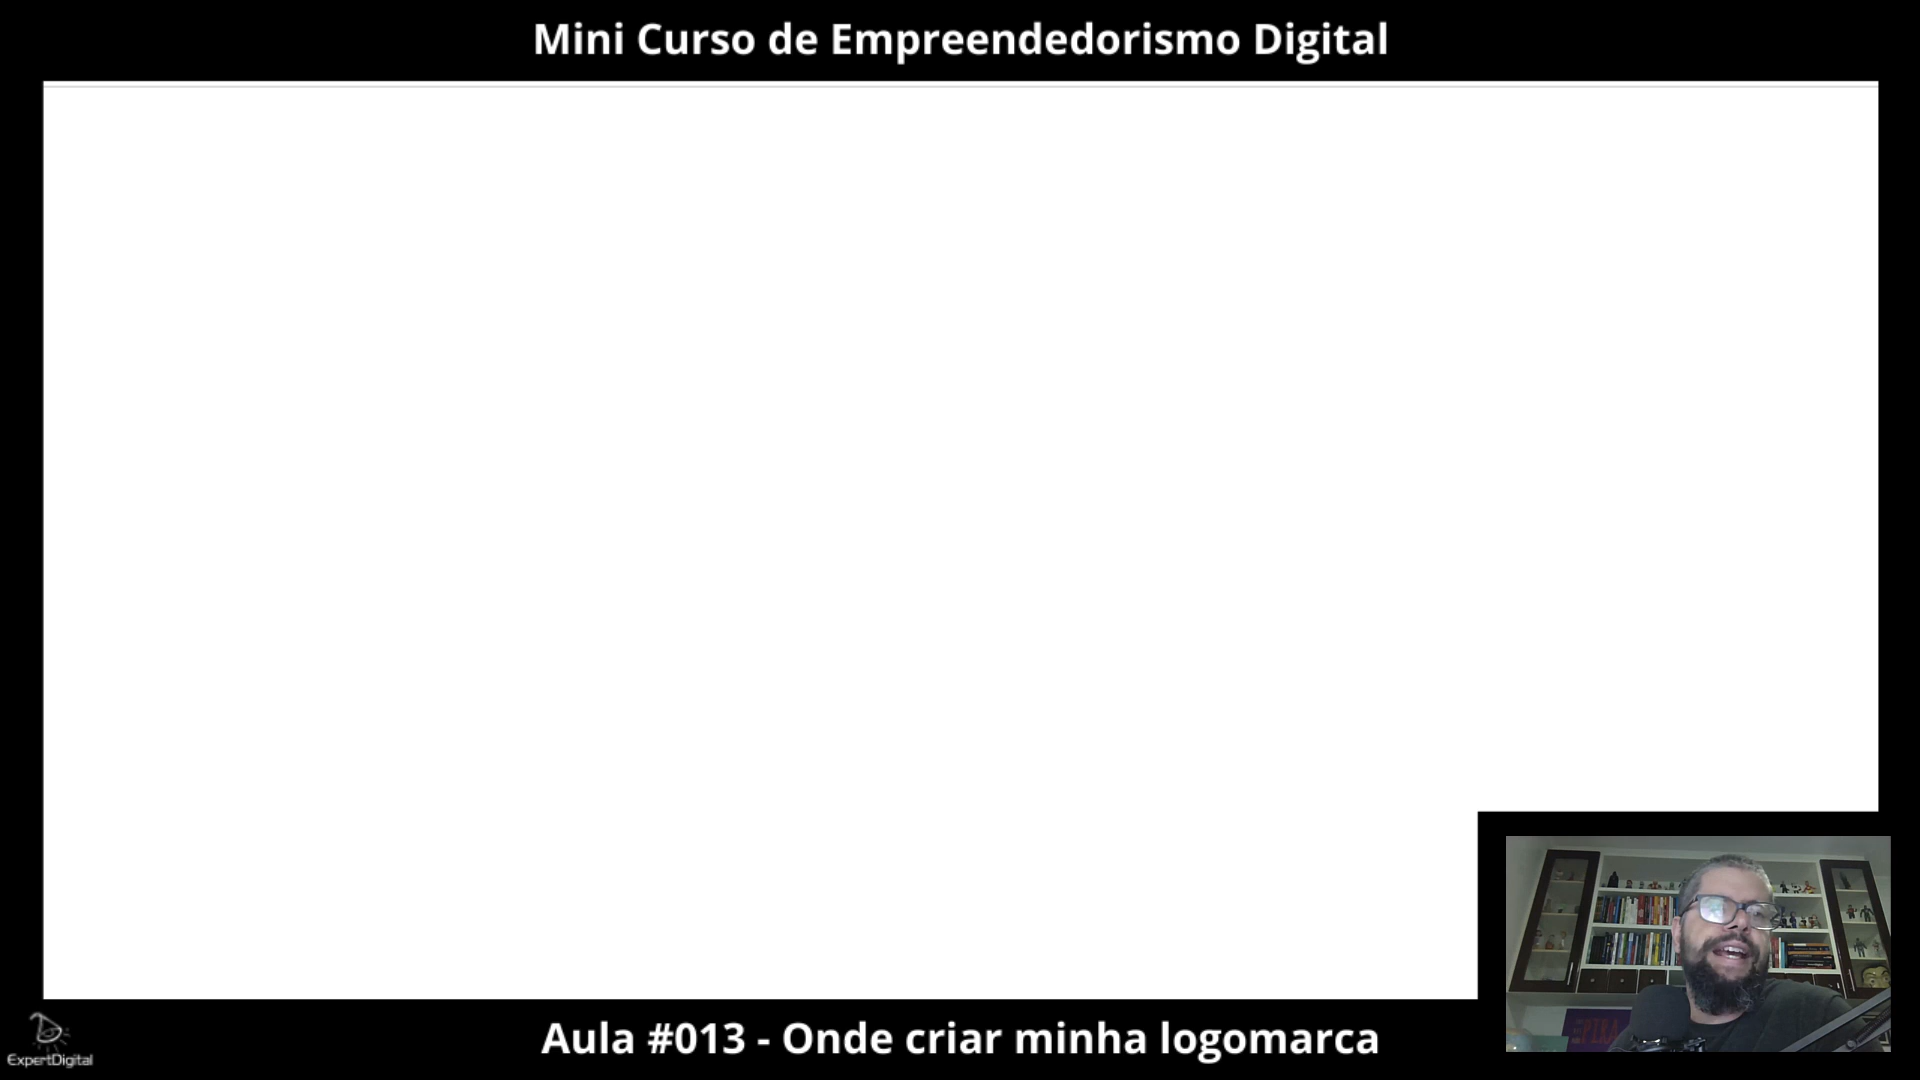 Mini Curso de Empreendedorismo Digital
Aula #013 - Onde criar minha logomarca
ExpertDigital